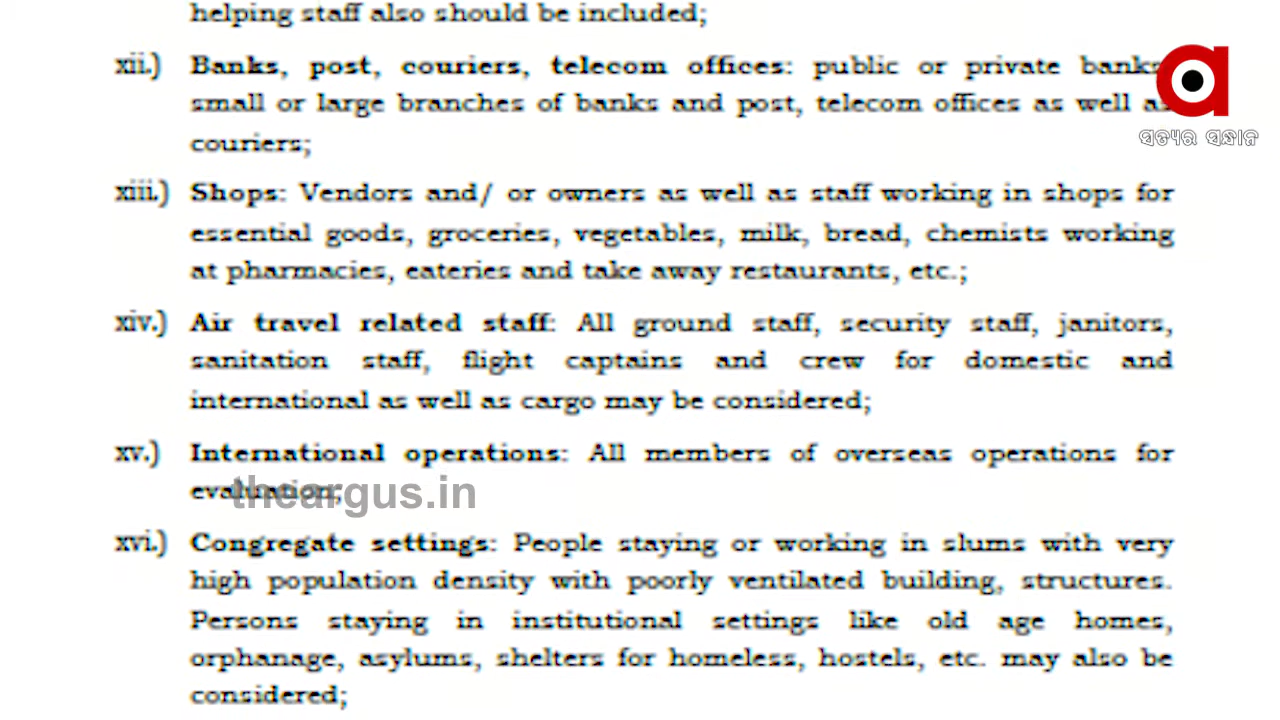 helping staff also should be included;
xii.) Banks, post, couriers, telecom offices: public or private banks,
small or large branches of banks and post, telecom offices as well as
couriers;
ସତ୍ୟର ସନ୍ଧାନ
xiii.) Shops: Vendors and/ or owners as well as staff working in shops for
essential goods, groceries, vegetables, milk, bread, chemists working
at pharmacies, eateries and take away restaurants, etc.;
xiv.) Air travel related staff: All ground staff, security staff, janitors,
sanitation staff, flight captains and crew for domestic and
international as well as cargo may be considered;
xv.) International operations: All members of overseas operations for
evaluation;
theargus.in
xvi.) Congregate settings: People staying or working in slums with very
high population density with poorly ventilated building, structures.
Persons staying in institutional settings like old age homes,
orphanage, asylums, shelters for homeless, hostels, etc. may also be
considered;